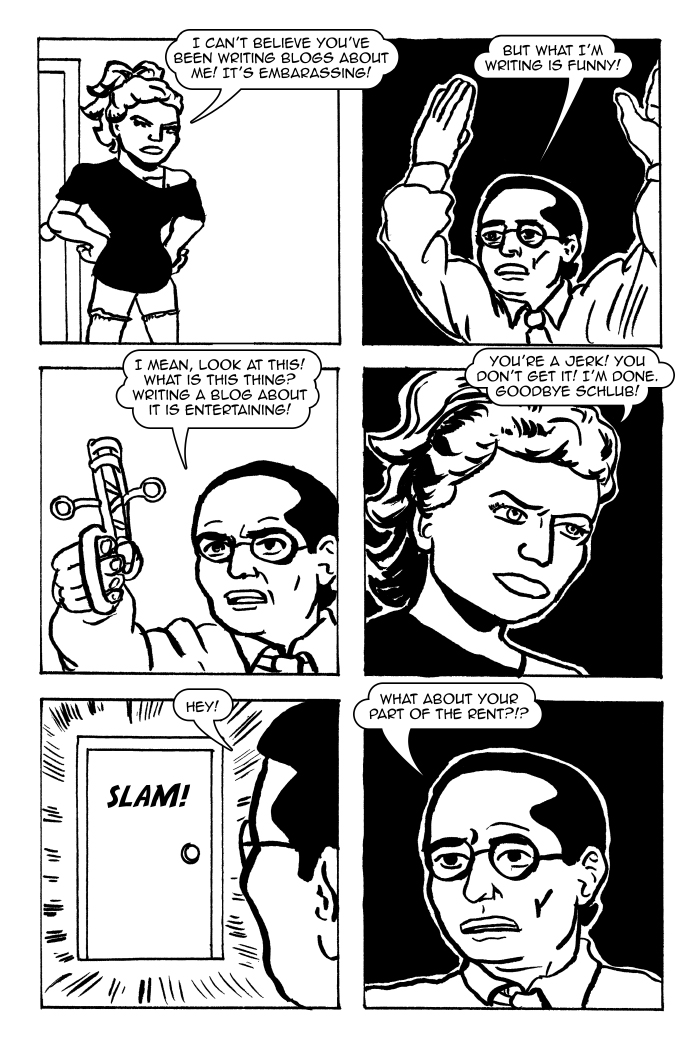 I CAN'T BELIEVE YOU'VE
BEEN WRITING BLOGS ABOUT
ME! IT'S EMBARASSING!
BUT WHAT I'M
WRITING IS FUNNY!
I MEAN, LOOK AT THIS!
WHAT IS THIS THING?
WRITING A BLOG ABOUT
IT IS ENTERTAINING!
YOU'RE A JERK! YOU
DON'T GET IT! I'M DONE.
GOODBYE SCHLUB!
HEY!
SLAM!
WHAT ABOUT YOUR
PART OF THE RENT?!?